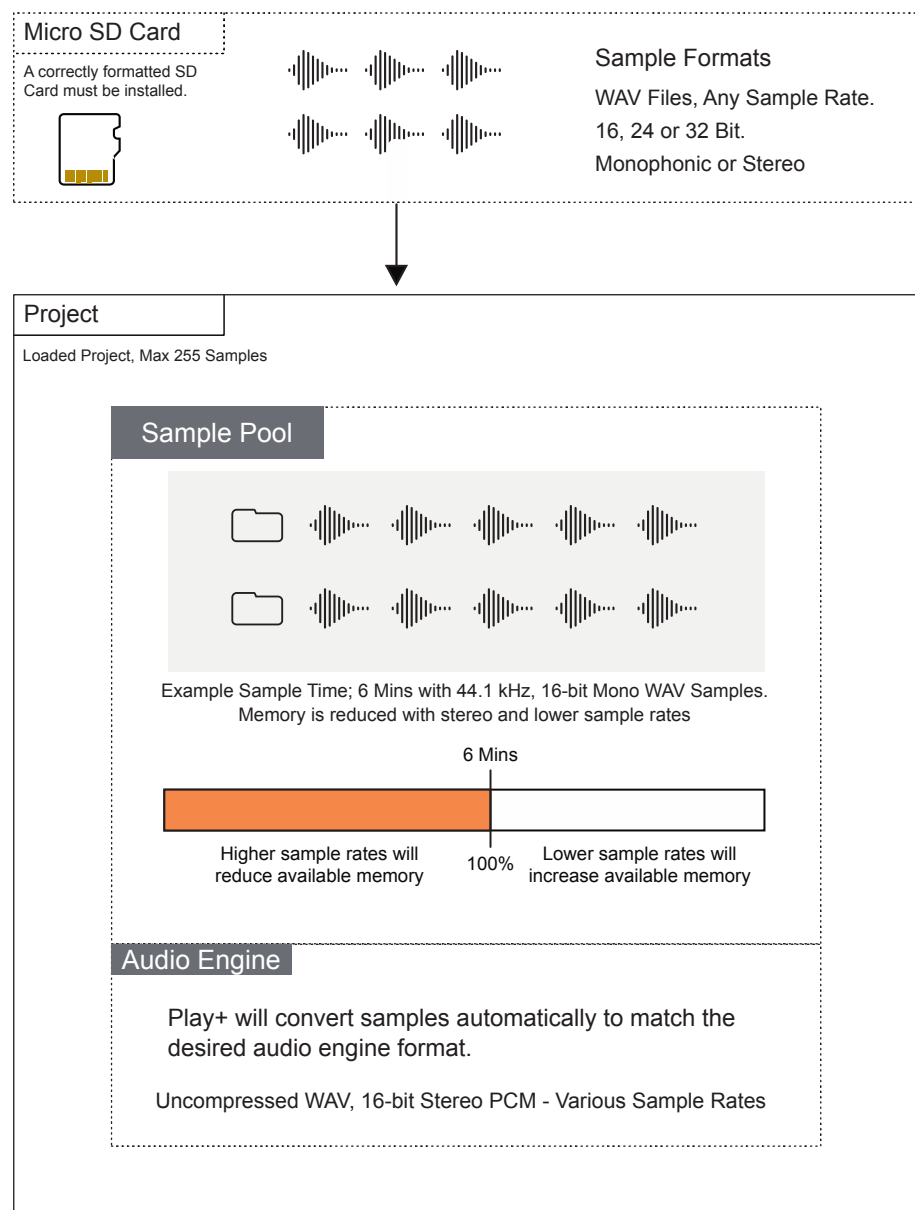 Micro SD Card
A correctly formatted SD
Card must be installed.
Sample Formats
WAV Files, Any Sample Rate.
16, 24 or 32 Bit.
Monophonic or Stereo
Project
Loaded Project, Max 255 Samples
Sample Pool
Example Sample Time; 6 Mins with 44.1 kHz, 16-bit Mono WAV Samples.
Memory is reduced with stereo and lower sample rates
6 Mins
Higher sample rates will
reduce available memory
100%
Lower sample rates will
increase available memory
Audio Engine
Play+ will convert samples automatically to match the
desired audio engine format.
Uncompressed WAV, 16-bit Stereo PCM - Various Sample Rates